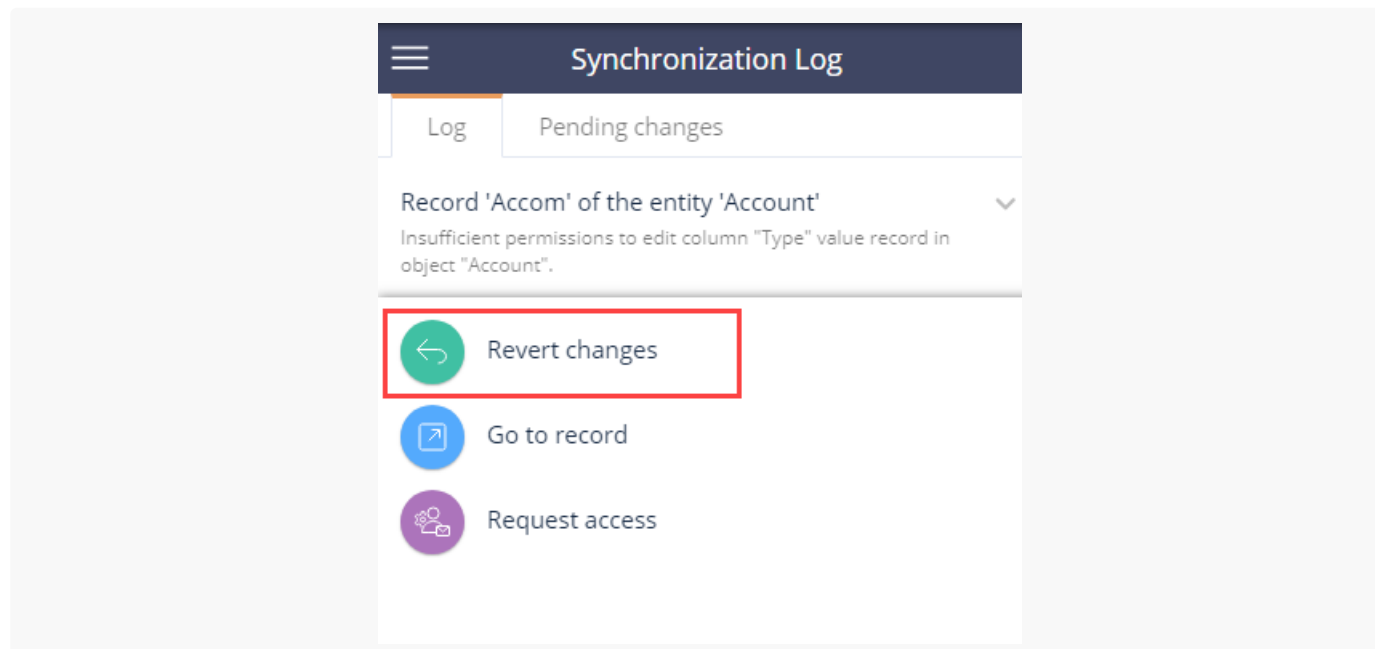 Synchronization Log
Log
Pending changes
Record 'Accom' of the entity 'Account'
Insufficient permissions to edit column "Type" value record in
object "Account".
Revert changes
Go to record
Request access